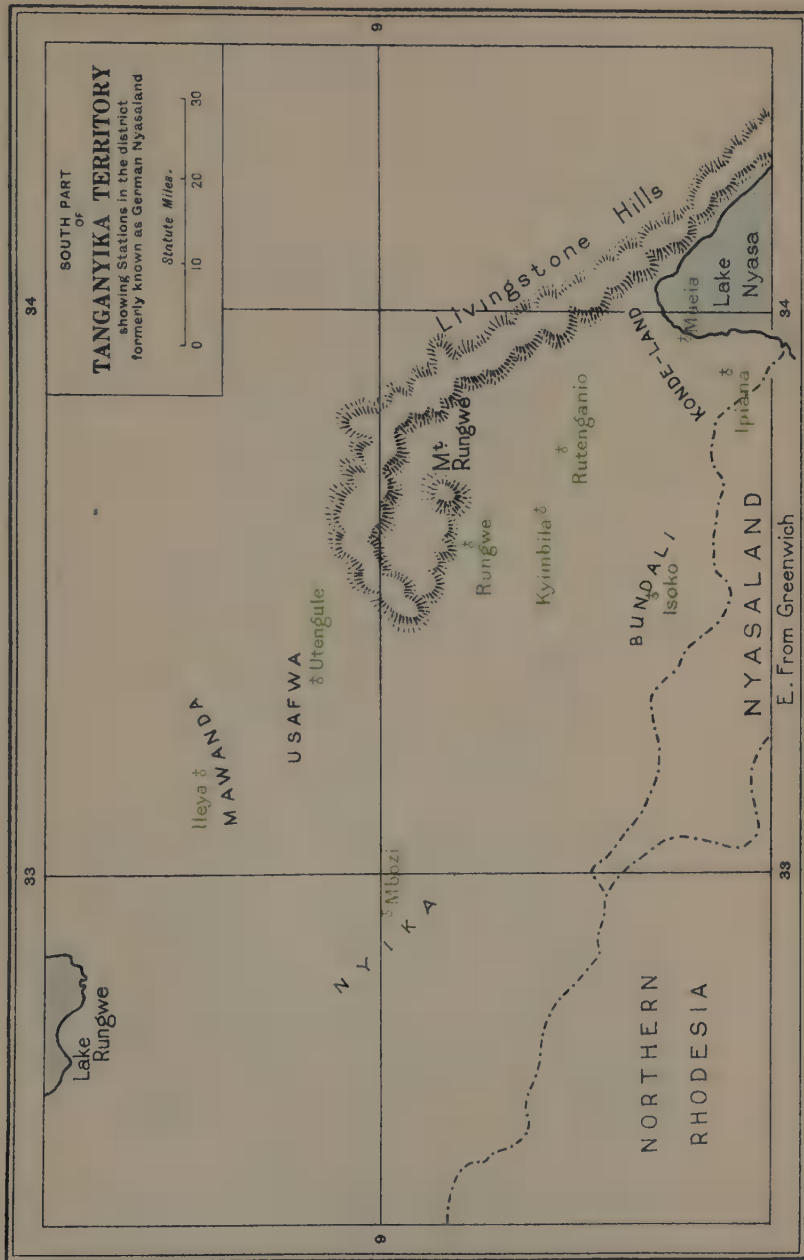 SOUTH PART
OF
TANGANYIKA TERRITORY
showing Stations in the district
formerly known as German Nyasaland
Statute Miles.
0 10 20 30
33
34
9
9
Lake
Rungwe
Ileya
MAWANDA
USAFWA
Utengule
Mbozi
NLIKA
Livingstone Hills
Mt.
Rungwe
Rungwe
Kyimbila
Rutenganio
BUNDALI
Isoko
KONDE-LAND
Mueia
Ipiana
Lake
Nyasa
NORTHERN
RHODESIA
NYASALAND
33
34
E. From Greenwich